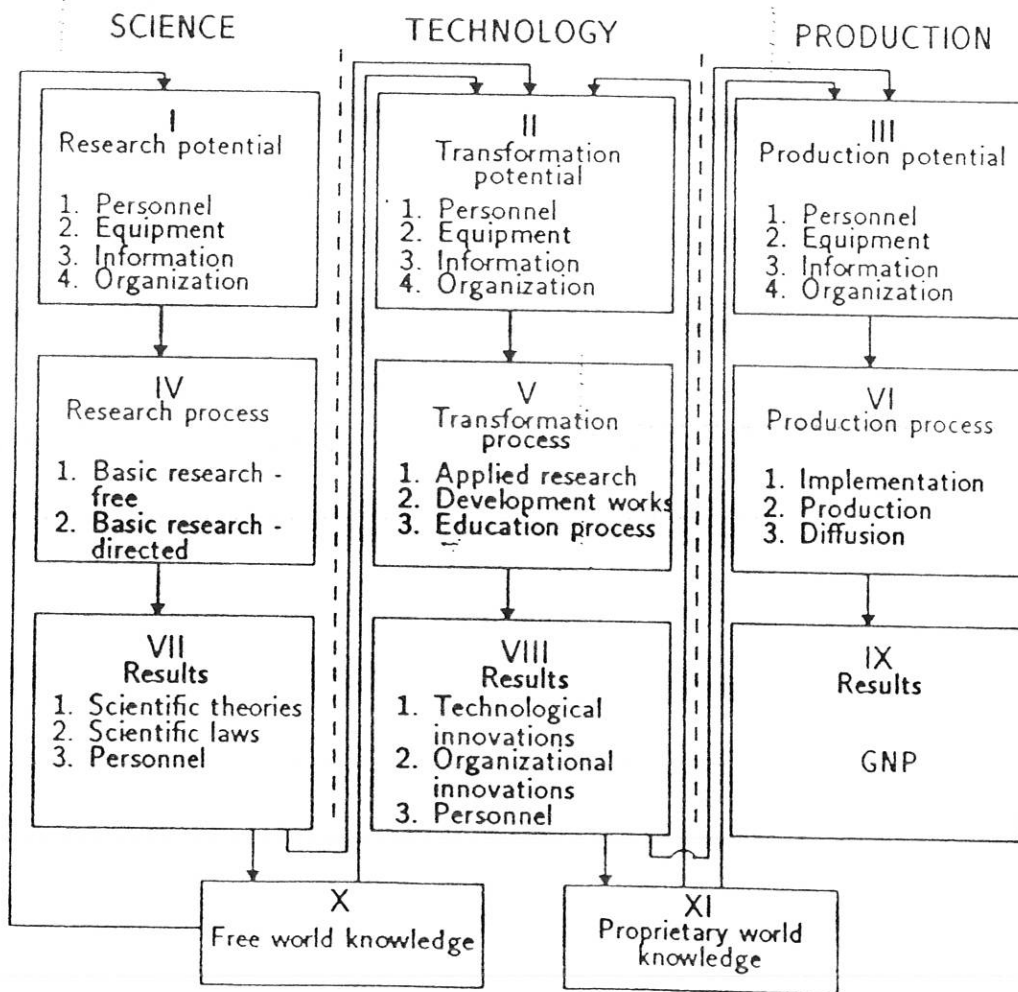 SCIENCE
TECHNOLOGY
PRODUCTION
I
Research potential
1. Personnel
2. Equipment
3. Information
4. Organization
II
Transformation
potential
1. Personnel
2. Equipment
3. Information
4. Organization
III
Production potential
1. Personnel
2. Equipment
3. Information
4. Organization
IV
Research process
1. Basic research -
free
2. Basic research -
directed
V
Transformation
process
1. Applied research
2. Development works
3. Education process
VI
Production process
1. Implementation
2. Production
3. Diffusion
VII
Results
1. Scientific theories
2. Scientific laws
3. Personnel
VIII
Results
1. Technological
innovations
2. Organizational
innovations
3. Personnel
IX
Results
GNP
X
Free world knowledge
XI
Proprietary world
knowledge